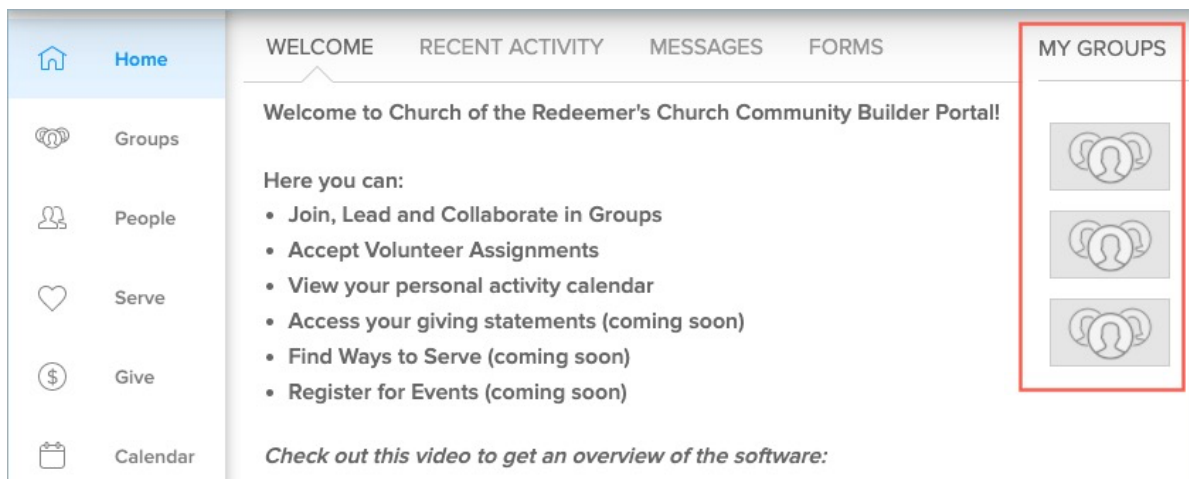 Home
Groups
People
Serve
Give
Calendar
WELCOME RECENT ACTIVITY MESSAGES FORMS
Welcome to Church of the Redeemer's Church Community Builder Portal!
Here you can:
• Join, Lead and Collaborate in Groups
• Accept Volunteer Assignments
• View your personal activity calendar
• Access your giving statements (coming soon)
• Find Ways to Serve (coming soon)
• Register for Events (coming soon)
Check out this video to get an overview of the software:
MY GROUPS